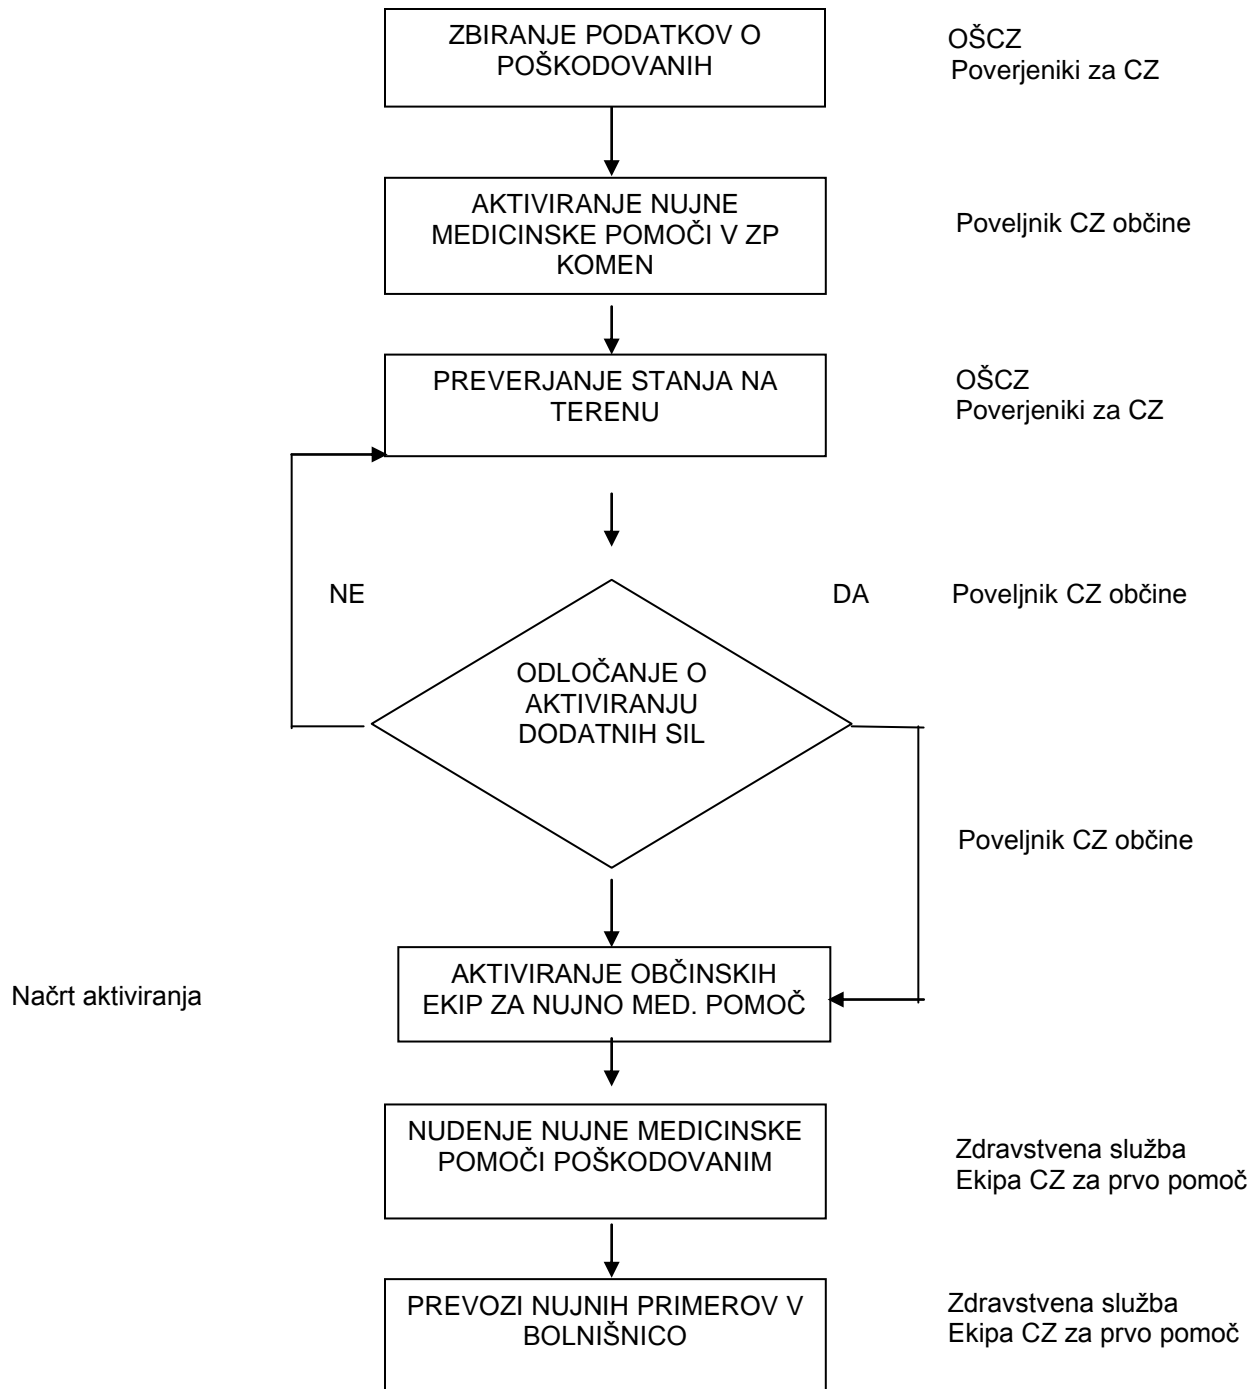 ZBIRANJE PODATKOV O
POŠKODOVANIH
OŠCZ
Poverjeniki za CZ
AKTIVIRANJE NUJNE
MEDICINSKE POMOČI V ZP
KOMEN
Poveljnik CZ občine
PREVERJANJE STANJA NA
TERENU
OŠCZ
Poverjeniki za CZ
NE
DA
Poveljnik CZ občine
ODLOČANJE O
AKTIVIRANJU
DODATNIH SIL
Poveljnik CZ občine
Načrt aktiviranja
AKTIVIRANJE OBČINSKIH
EKIP ZA NUJNO MED. POMOČ
NUDENJE NUJNE MEDICINSKE
POMOČI POŠKODOVANIM
Zdravstvena služba
Ekipa CZ za prvo pomoč
PREVOZI NUJNIH PRIMEROV V
BOLNIŠNICO
Zdravstvena služba
Ekipa CZ za prvo pomoč